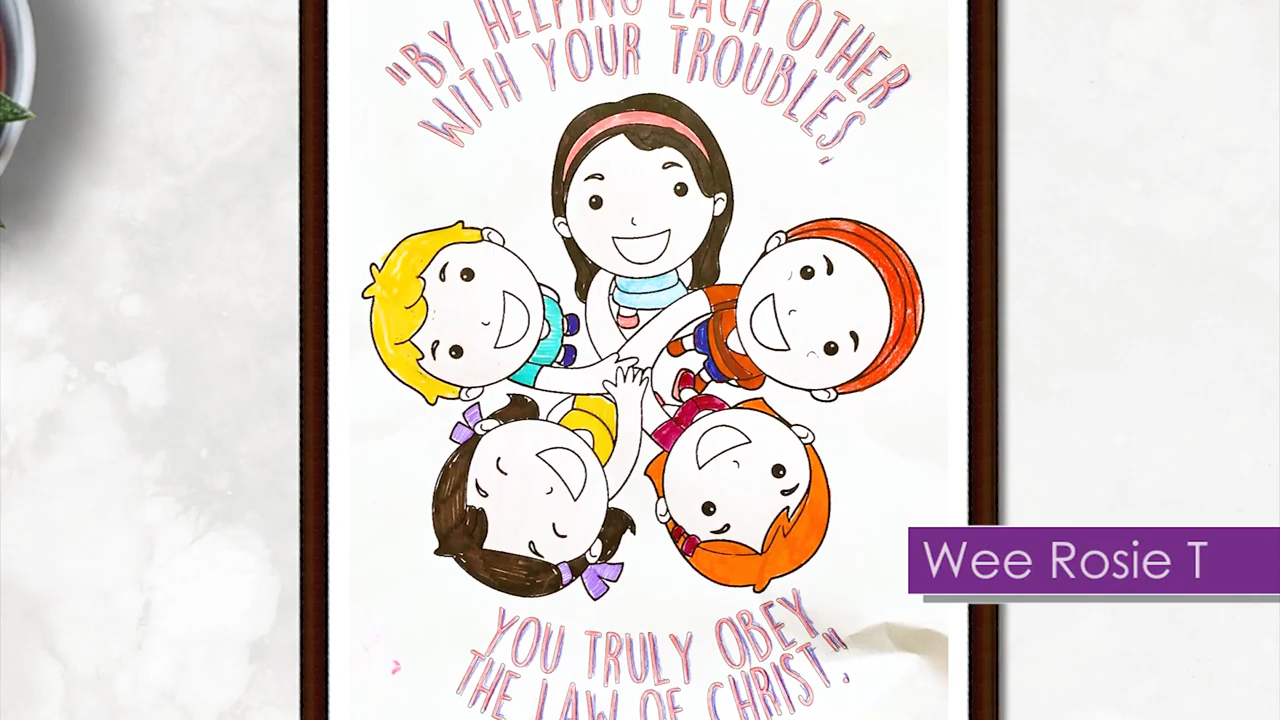 "BY HELPING EACH OTHER
WITH YOUR TROUBLES,
YOU TRULY OBEY
THE LAW OF CHRIST."
Wee Rosie T